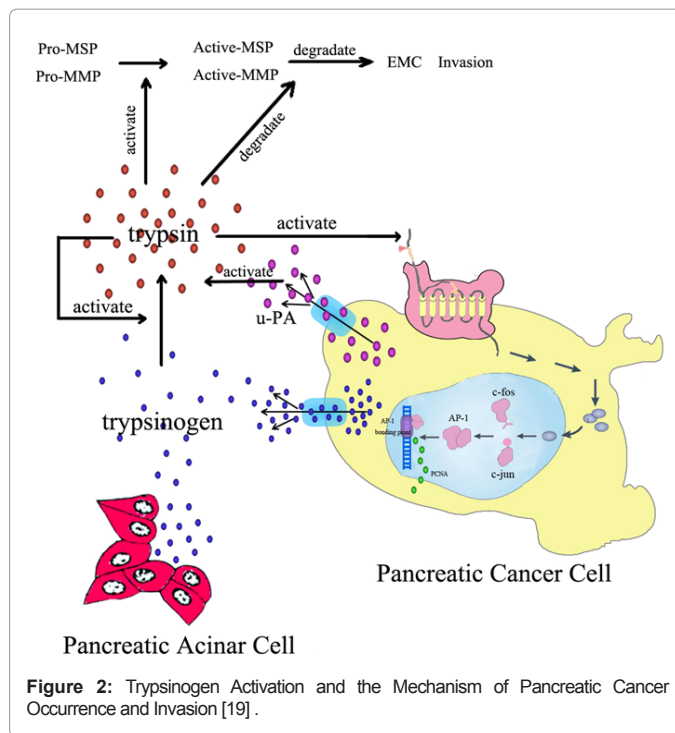 Pro-MSP
Pro-MMP
Active-MSP
Active-MMP
degradate
EMC Invasion
activate
degradate
trypsin
activate
activate
activate
u-PA
trypsinogen
c-fos
AP-1
AP-1
c-jun
PCNA
Pancreatic Cancer Cell
Pancreatic Acinar Cell
Figure 2: Trypsinogen Activation and the Mechanism of Pancreatic Cancer
Occurrence and Invasion [19] .